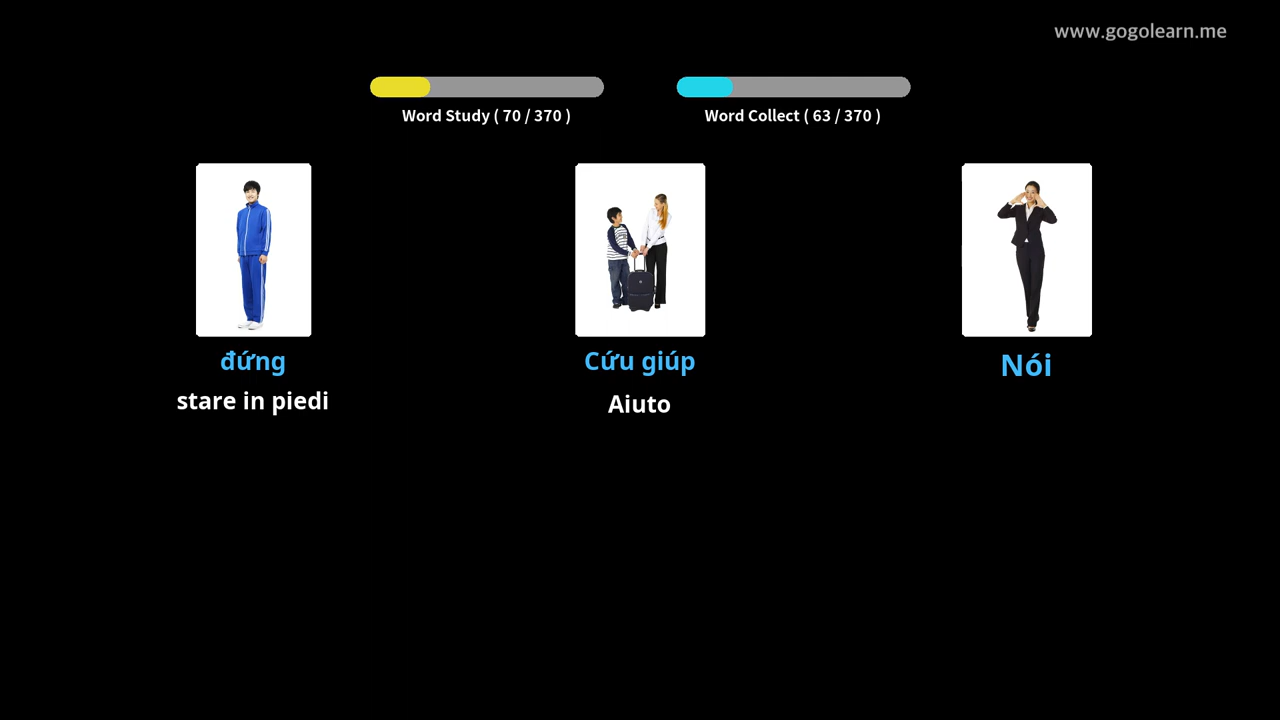 www.gogolearn.me
Word Study ( 70 / 370 )
Word Collect ( 63 / 370 )
đứng
stare in piedi
Cứu giúp
Aiuto
Nói